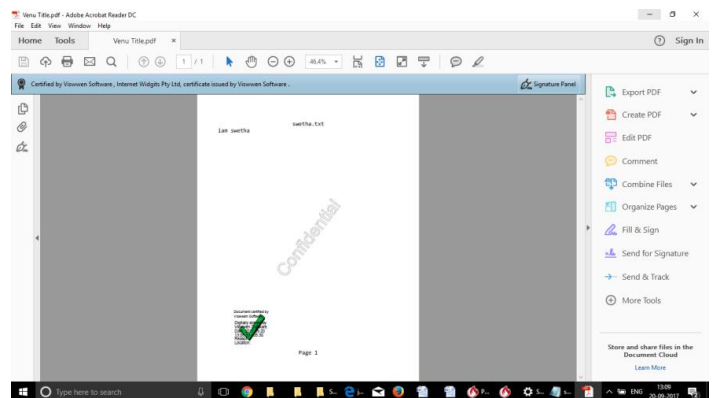 Venu Title.pdf - Adobe Acrobat Reader DC
File Edit View Window Help
Home Tools Venu Title.pdf × Sign In
1 / 1 46.4%
Certified by Viowwen Software , Internet Widgits Pty Ltd, certificate issued by Viowwen Software .
Signature Panel
swetha.txt
iam swetha
Confidential
Document certified by
Page 1
Export PDF
Create PDF
Edit PDF
Comment
Combine Files
Organize Pages
Fill & Sign
Send for Signature
Send & Track
More Tools
Store and share files in the
Document Cloud
Learn More
Type here to search
S...
j...
P...
S...
s...
ENG
13:09
20-09-2017